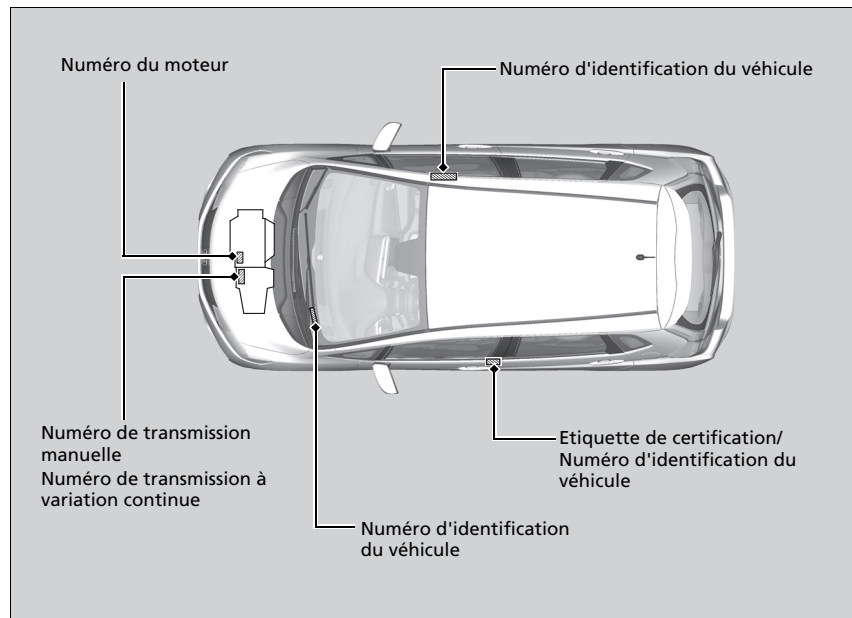 Numéro du moteur
Numéro d'identification du véhicule
Numéro de transmission
manuelle
Numéro de transmission à
variation continue
Etiquette de certification/
Numéro d'identification du
véhicule
Numéro d'identification
du véhicule